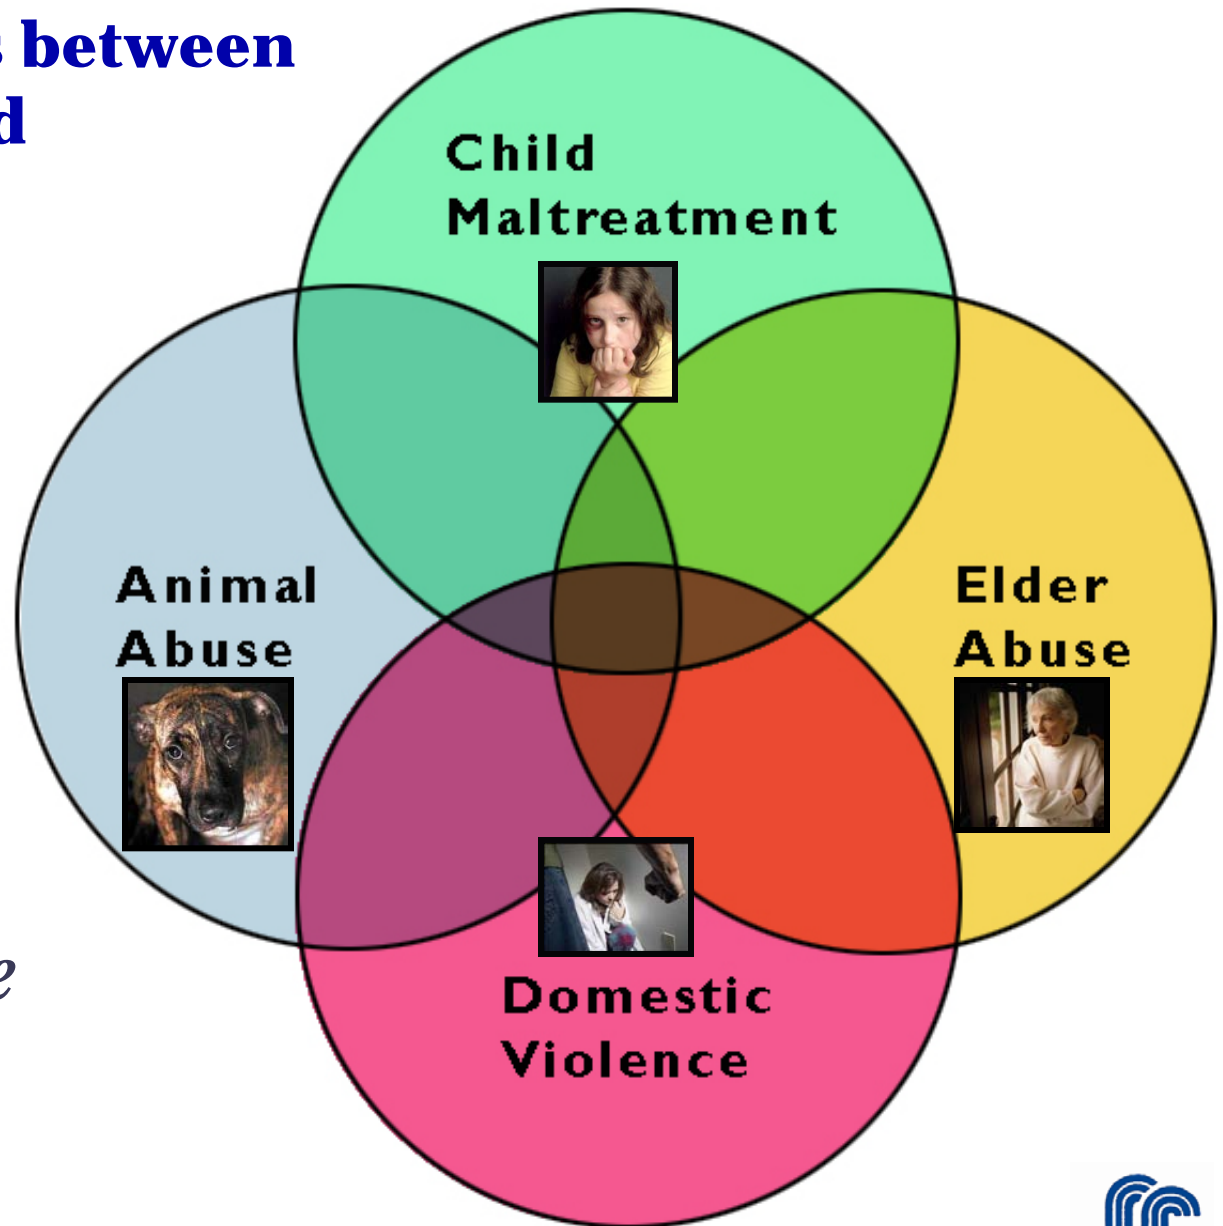 s between
d
Child
Maltreatment
Animal
Abuse
Elder
Abuse
e
Domestic
Violence